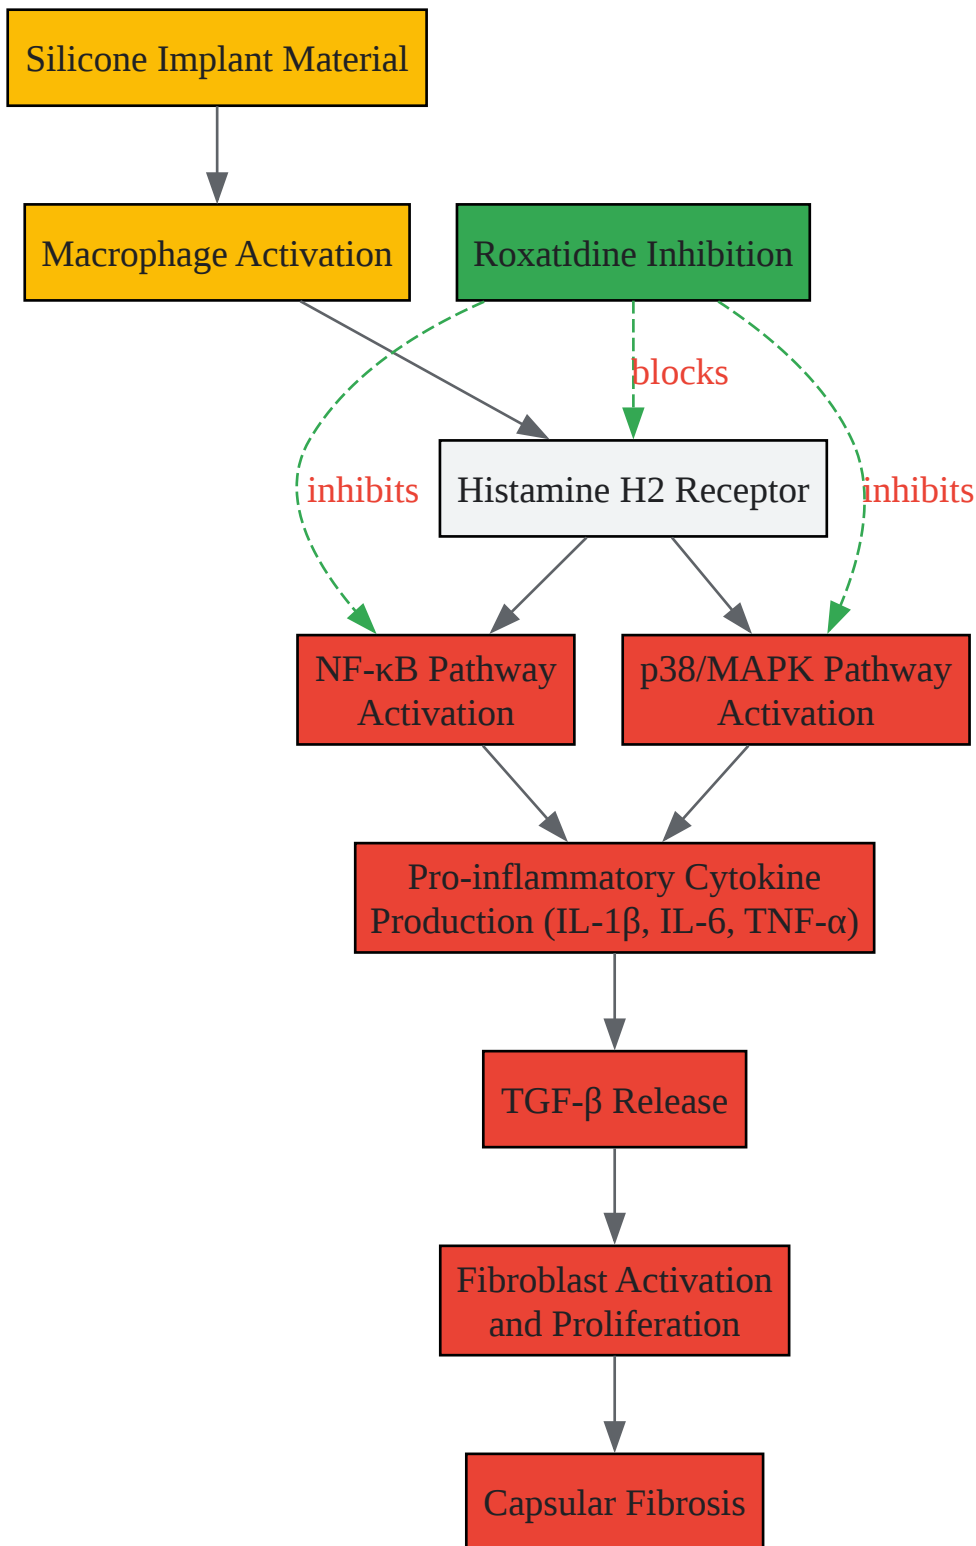 Silicone Implant Material
Macrophage Activation
Roxatidine Inhibition
blocks
inhibits
Histamine H2 Receptor
inhibits
NF-κB Pathway
Activation
p38/MAPK Pathway
Activation
Pro-inflammatory Cytokine
Production (IL-1β, IL-6, TNF-α)
TGF-β Release
Fibroblast Activation
and Proliferation
Capsular Fibrosis